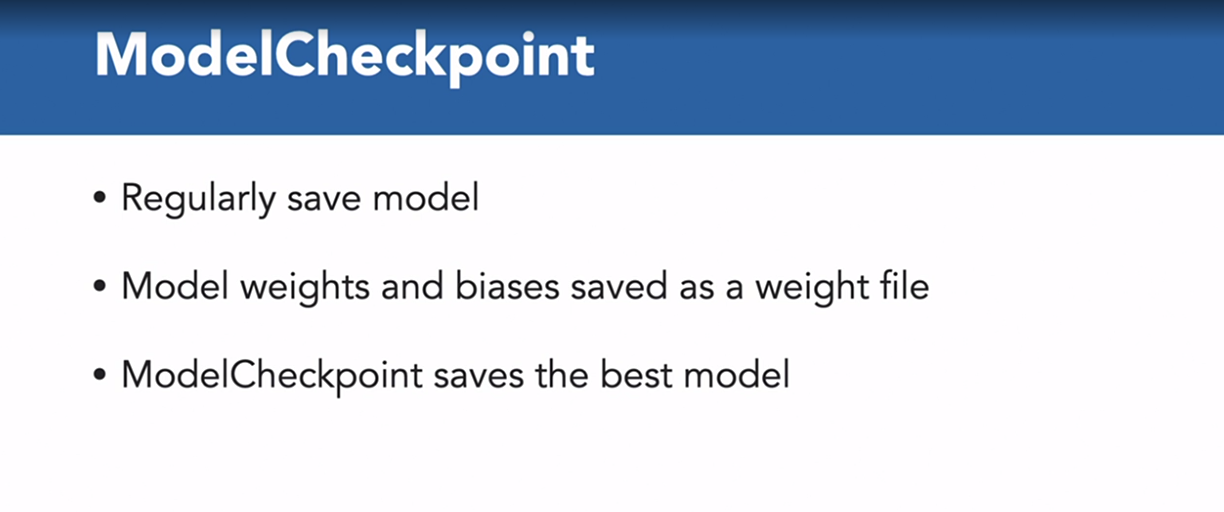 ModelCheckpoint
• Regularly save model
• Model weights and biases saved as a weight file
• ModelCheckpoint saves the best model